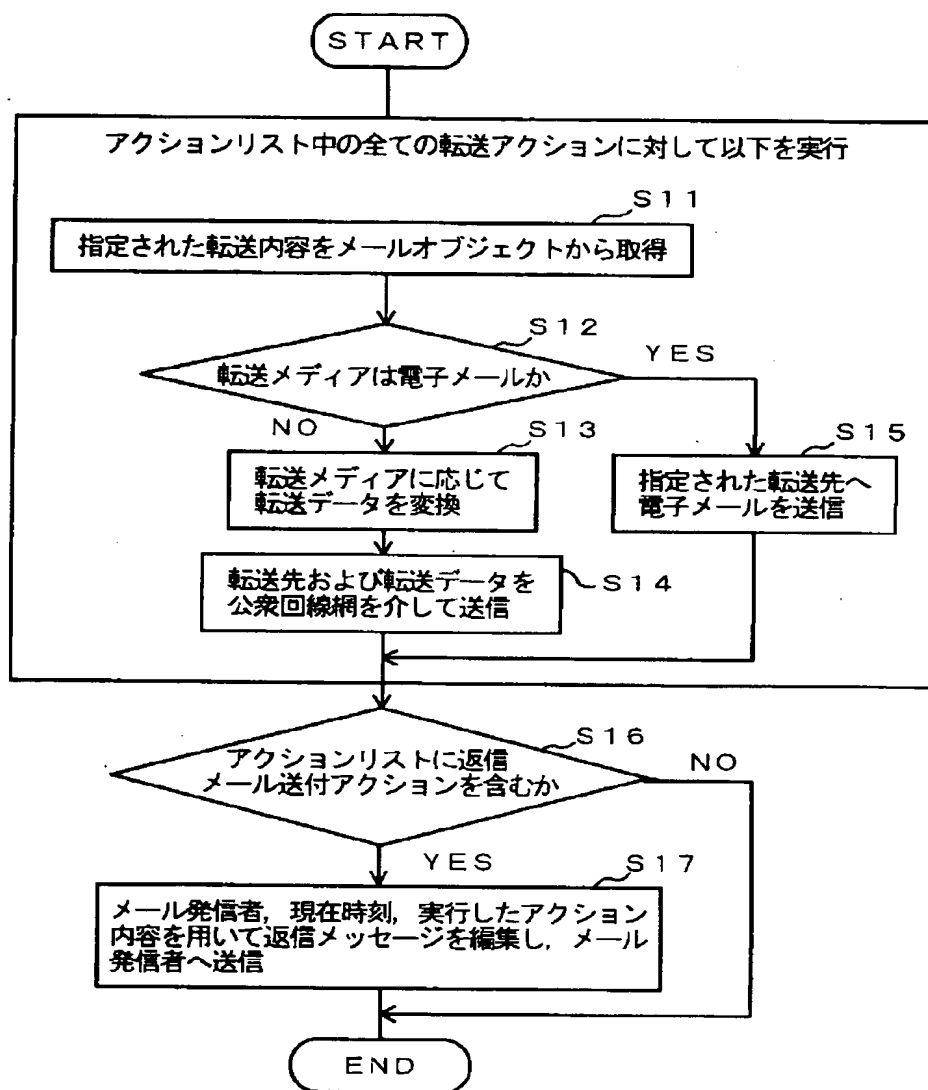 START
アクションリスト中の全ての転送アクションに対して以下を実行
S11
指定された転送内容をメールオブジェクトから取得
S12
転送メディアは電子メールか
YES
NO
S13
転送メディアに応じて
転送データを変換
S15
指定された転送先へ
電子メールを送信
転送先および転送データを
公衆回線網を介して送信
S14
S16
アクションリストに返信
メール送付アクションを含むか
NO
YES
S17
メール発信者，現在時刻，実行したアクション
内容を用いて返信メッセージを編集し，メール
発信者へ送信
END